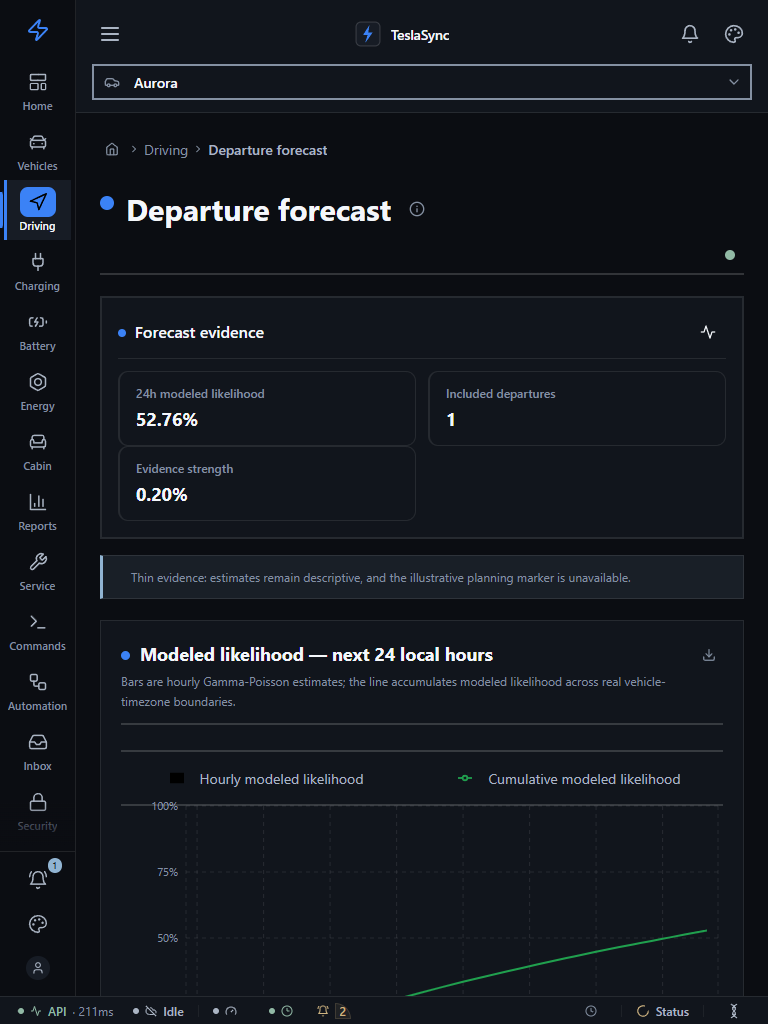 TeslaSync
Aurora
Home
Vehicles
Driving
Charging
Battery
Energy
Cabin
Reports
Service
Commands
Automation
Inbox
Security
1
Driving
Departure forecast
Departure forecast
Forecast evidence
24h modeled likelihood
52.76%
Included departures
1
Evidence strength
0.20%
Thin evidence: estimates remain descriptive, and the illustrative planning marker is unavailable.
Modeled likelihood — next 24 local hours
Bars are hourly Gamma-Poisson estimates; the line accumulates modeled likelihood across real vehicle-
timezone boundaries.
Hourly modeled likelihood
Cumulative modeled likelihood
100%
75%
50%
API · 211ms
Idle
2
Status